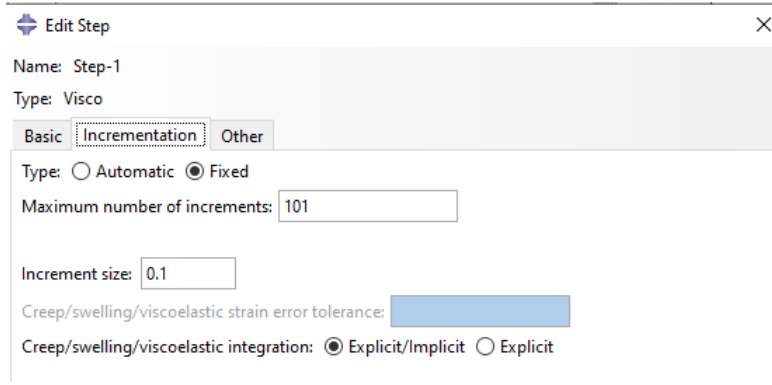 Edit Step
Name: Step-1
Type: Visco
Basic Incrementation Other
Type: Automatic Fixed
Maximum number of increments: 101
Increment size: 0.1
Creep/swelling/viscoelastic strain error tolerance:
Creep/swelling/viscoelastic integration: Explicit/Implicit Explicit